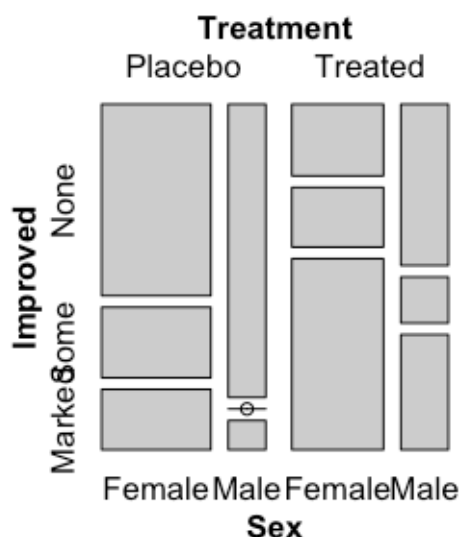 Treatment
Placebo Treated
Improved
None
Some
Marked
Female Male Female Male
Sex